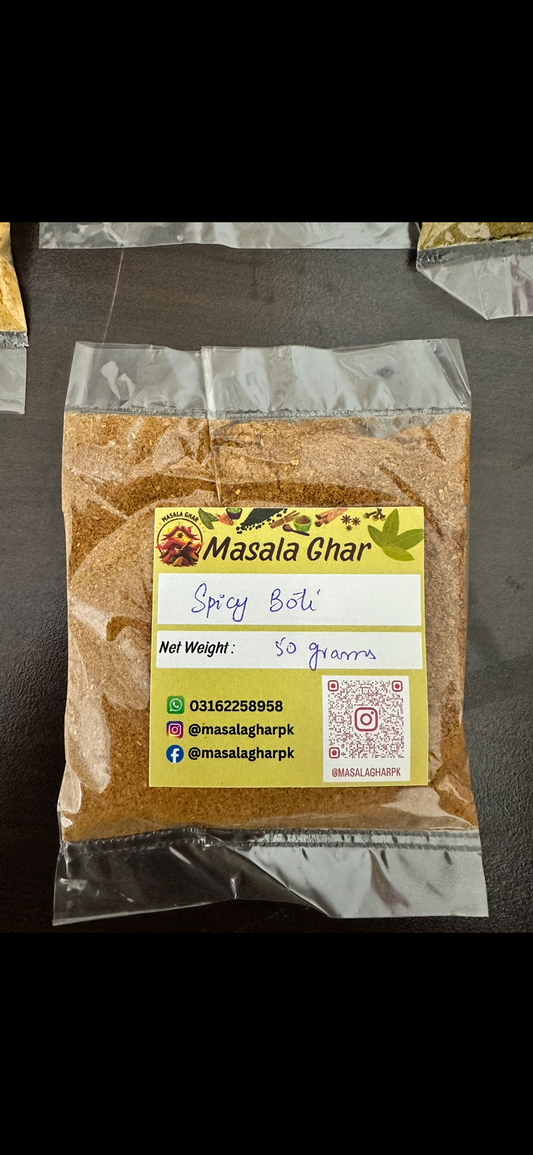 MASALA GHAR
Masala Ghar
Spicy Boti
Net Weight : 50 grams
03162258958
@masalagharpk
@masalagharpk
@MASALAGHARPK